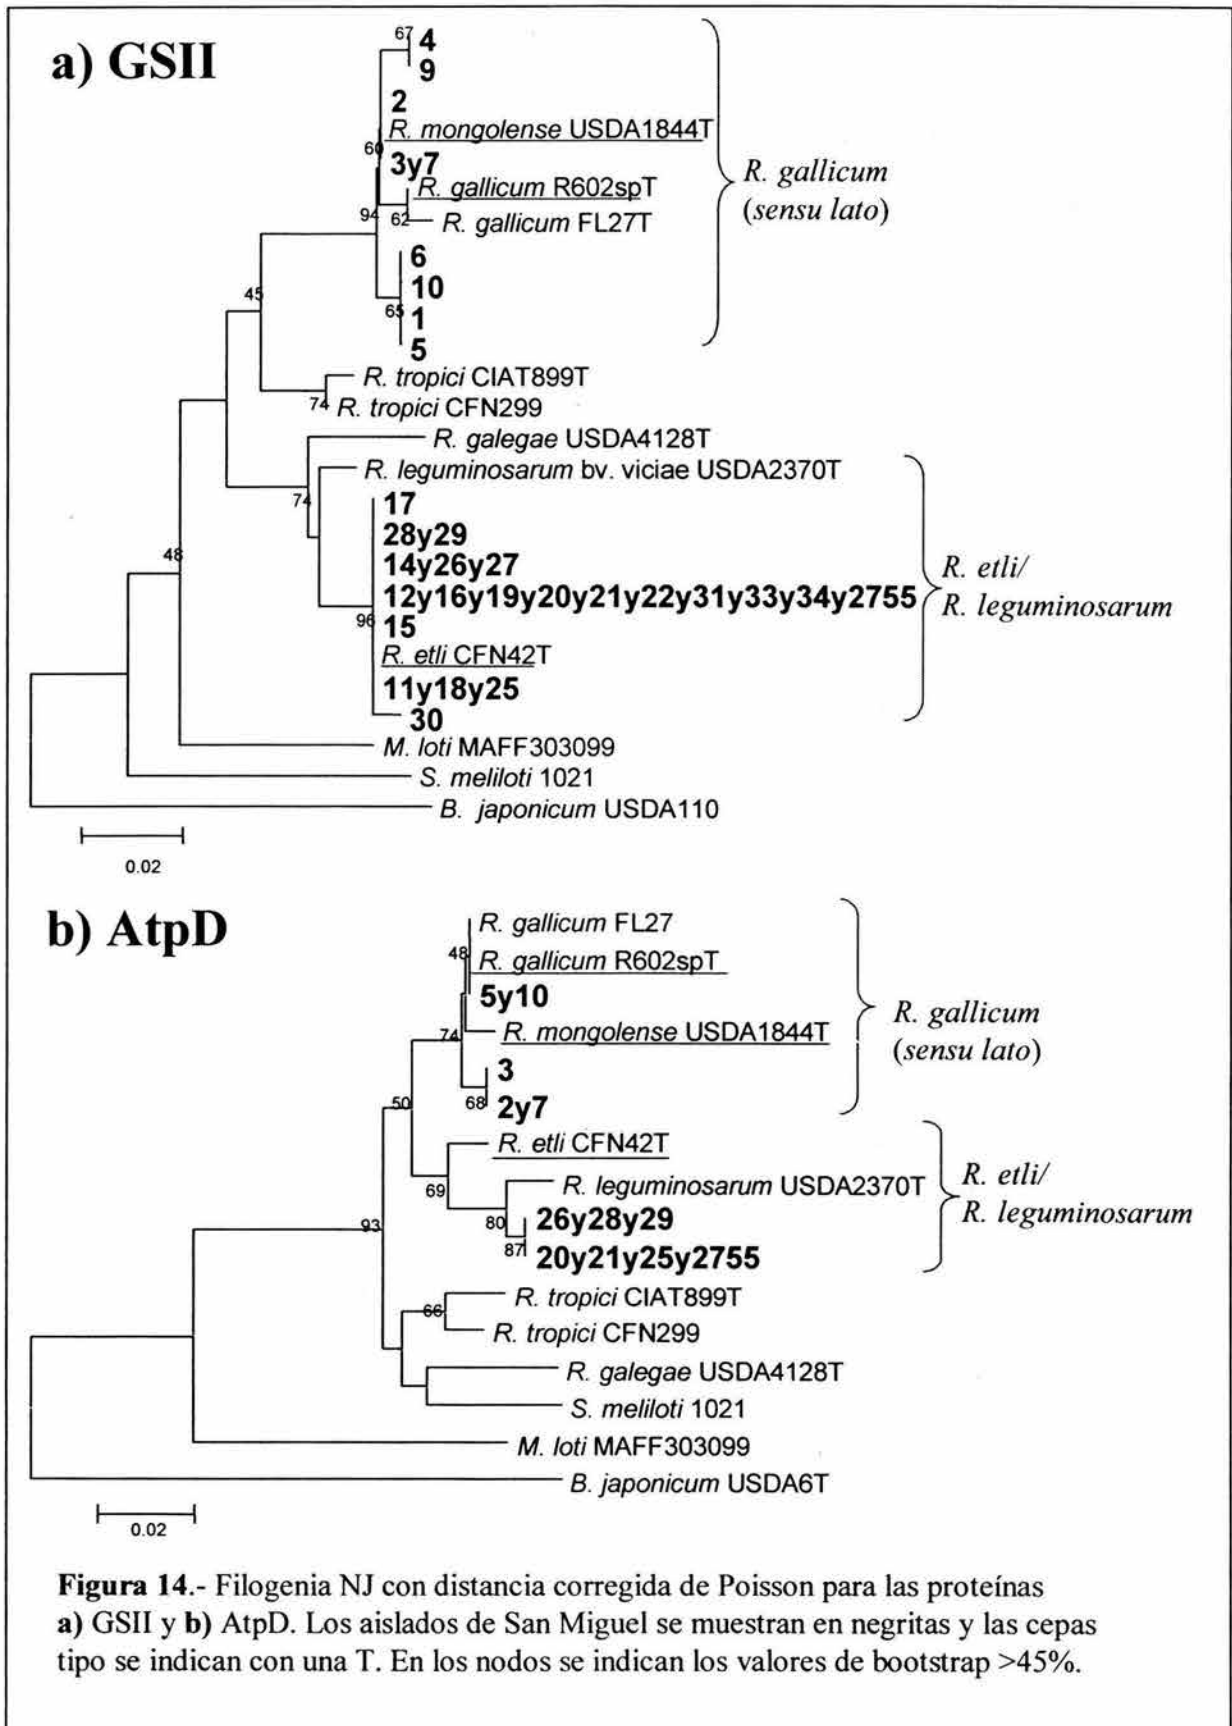 a) GSII
67
4
9
2
R. mongolense USDA1844T
60
3y7
R. gallicum R602spT
94
62
R. gallicum FL27T
R. gallicum
(sensu lato)
6
10
65
1
5
45
R. tropici CIAT899T
74
R. tropici CFN299
R. galegae USDA4128T
R. leguminosarum bv. viciae USDA2370T
74
17
28y29
48
14y26y27
12y16y19y20y21y22y31y33y34y2755
96
15
R. etli CFN42T
11y18y25
30
R. etli/
R. leguminosarum
M. loti MAFF303099
S. meliloti 1021
B. japonicum USDA110
0.02
b) AtpD
R. gallicum FL27
48
R. gallicum R602spT
5y10
74
R. mongolense USDA1844T
3
68
2y7
R. gallicum
(sensu lato)
50
R. etli CFN42T
69
R. leguminosarum USDA2370T
80
26y28y29
87
20y21y25y2755
R. etli/
R. leguminosarum
93
R. tropici CIAT899T
66
R. tropici CFN299
R. galegae USDA4128T
S. meliloti 1021
M. loti MAFF303099
B. japonicum USDA6T
0.02
Figura 14.- Filogenia NJ con distancia corregida de Poisson para las proteínas
a) GSII y b) AtpD. Los aislados de San Miguel se muestran en negritas y las cepas
tipo se indican con una T. En los nodos se indican los valores de bootstrap >45%.